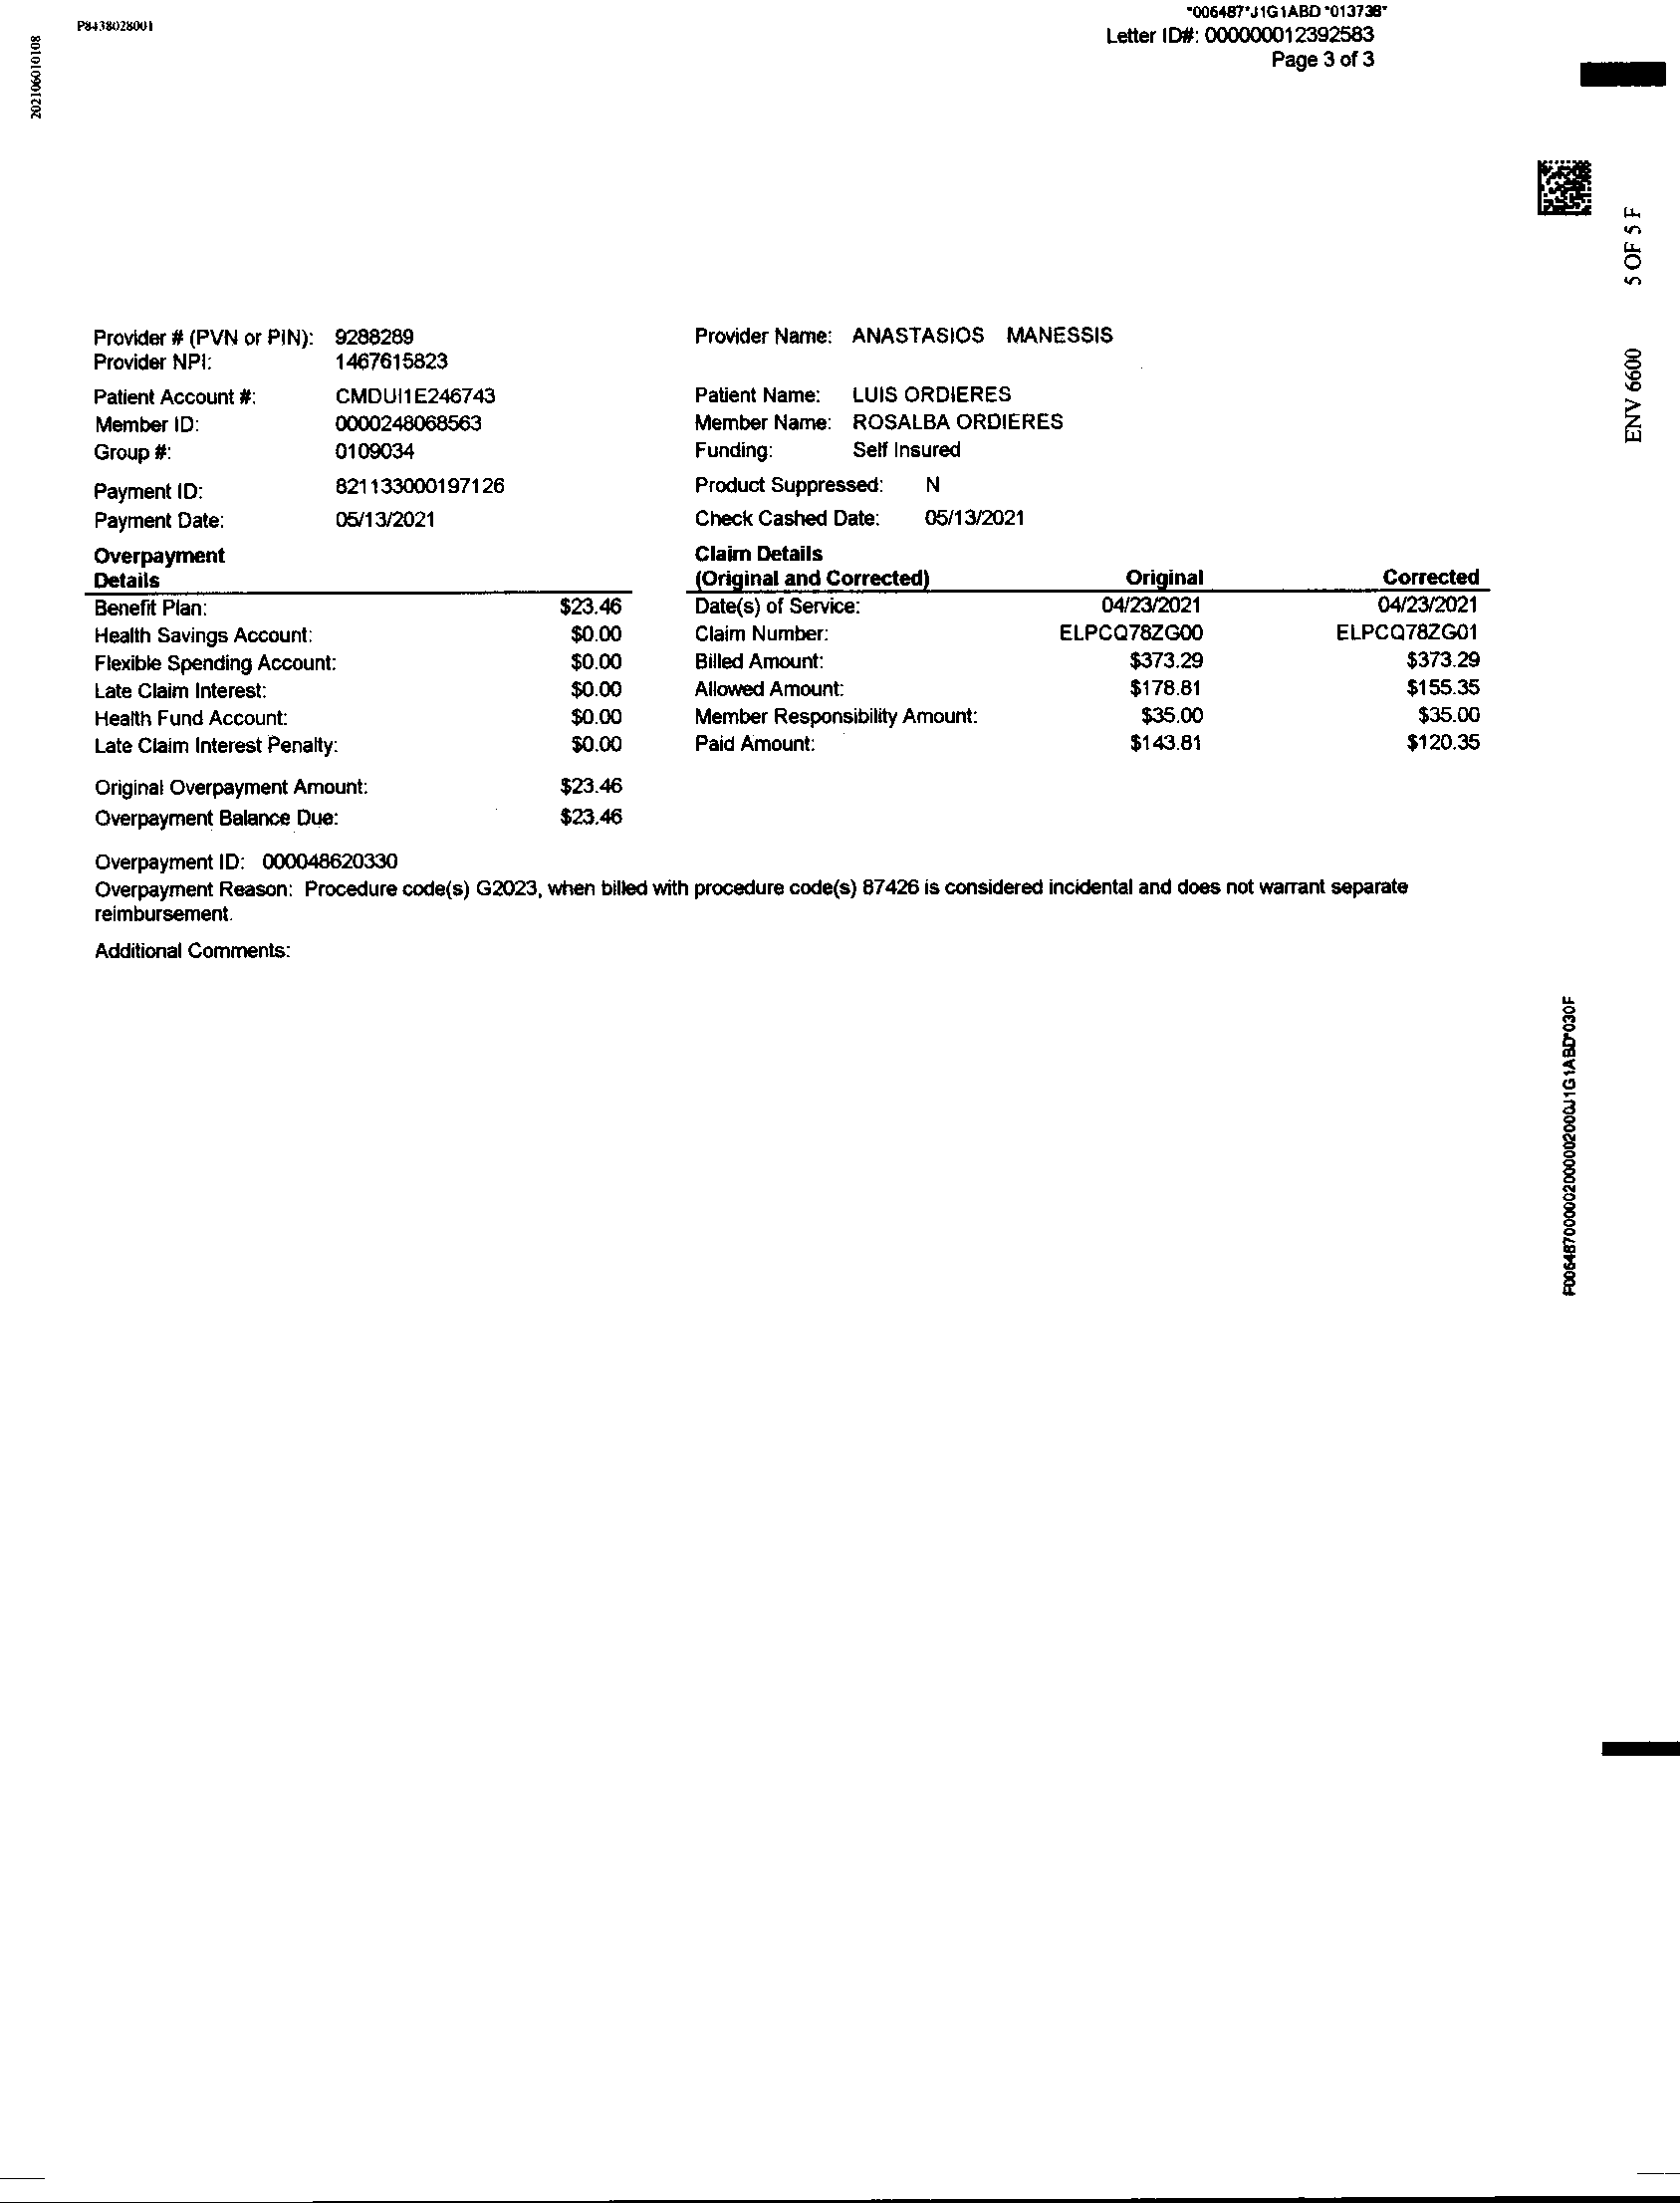 P8438028001
20210601010​8
*006487*J1G1ABD*013738*
Letter ID#: 000000012392583
Page 3 of 3
5 OF 5 F
ENV 6600
Provider # (PVN or PIN): 9288289 Provider Name: ANASTASIOS MANESSIS
Provider NPI: 1467615823
Patient Account #: CMDUI1E246743 Patient Name: LUIS ORDIERES
Member ID: 0000248068563 Member Name: ROSALBA ORDIERES
Group #: 0109034 Funding: Self Insured
Payment ID: 821133000197126 Product Suppressed: N
Payment Date: 05/13/2021 Check Cashed Date: 05/13/2021
Overpayment Claim Details
Details (Original and Corrected) Original Corrected
Benefit Plan: $23.46 Date(s) of Service: 04/23/2021 04/23/2021
Health Savings Account: $0.00 Claim Number: ELPCQ78ZG00 ELPCQ78ZG01
Flexible Spending Account: $0.00 Billed Amount: $373.29 $373.29
Late Claim Interest: $0.00 Allowed Amount: $178.81 $155.35
Health Fund Account: $0.00 Member Responsibility Amount: $35.00 $35.00
Late Claim Interest Penalty: $0.00 Paid Amount: $143.81 $120.35
Original Overpayment Amount: $23.46
Overpayment Balance Due: $23.46
Overpayment ID: 000048620330
Overpayment Reason: Procedure code(s) G2023, when billed with procedure code(s) 87426 is considered incidental and does not warrant separate
reimbursement.
Additional Comments: